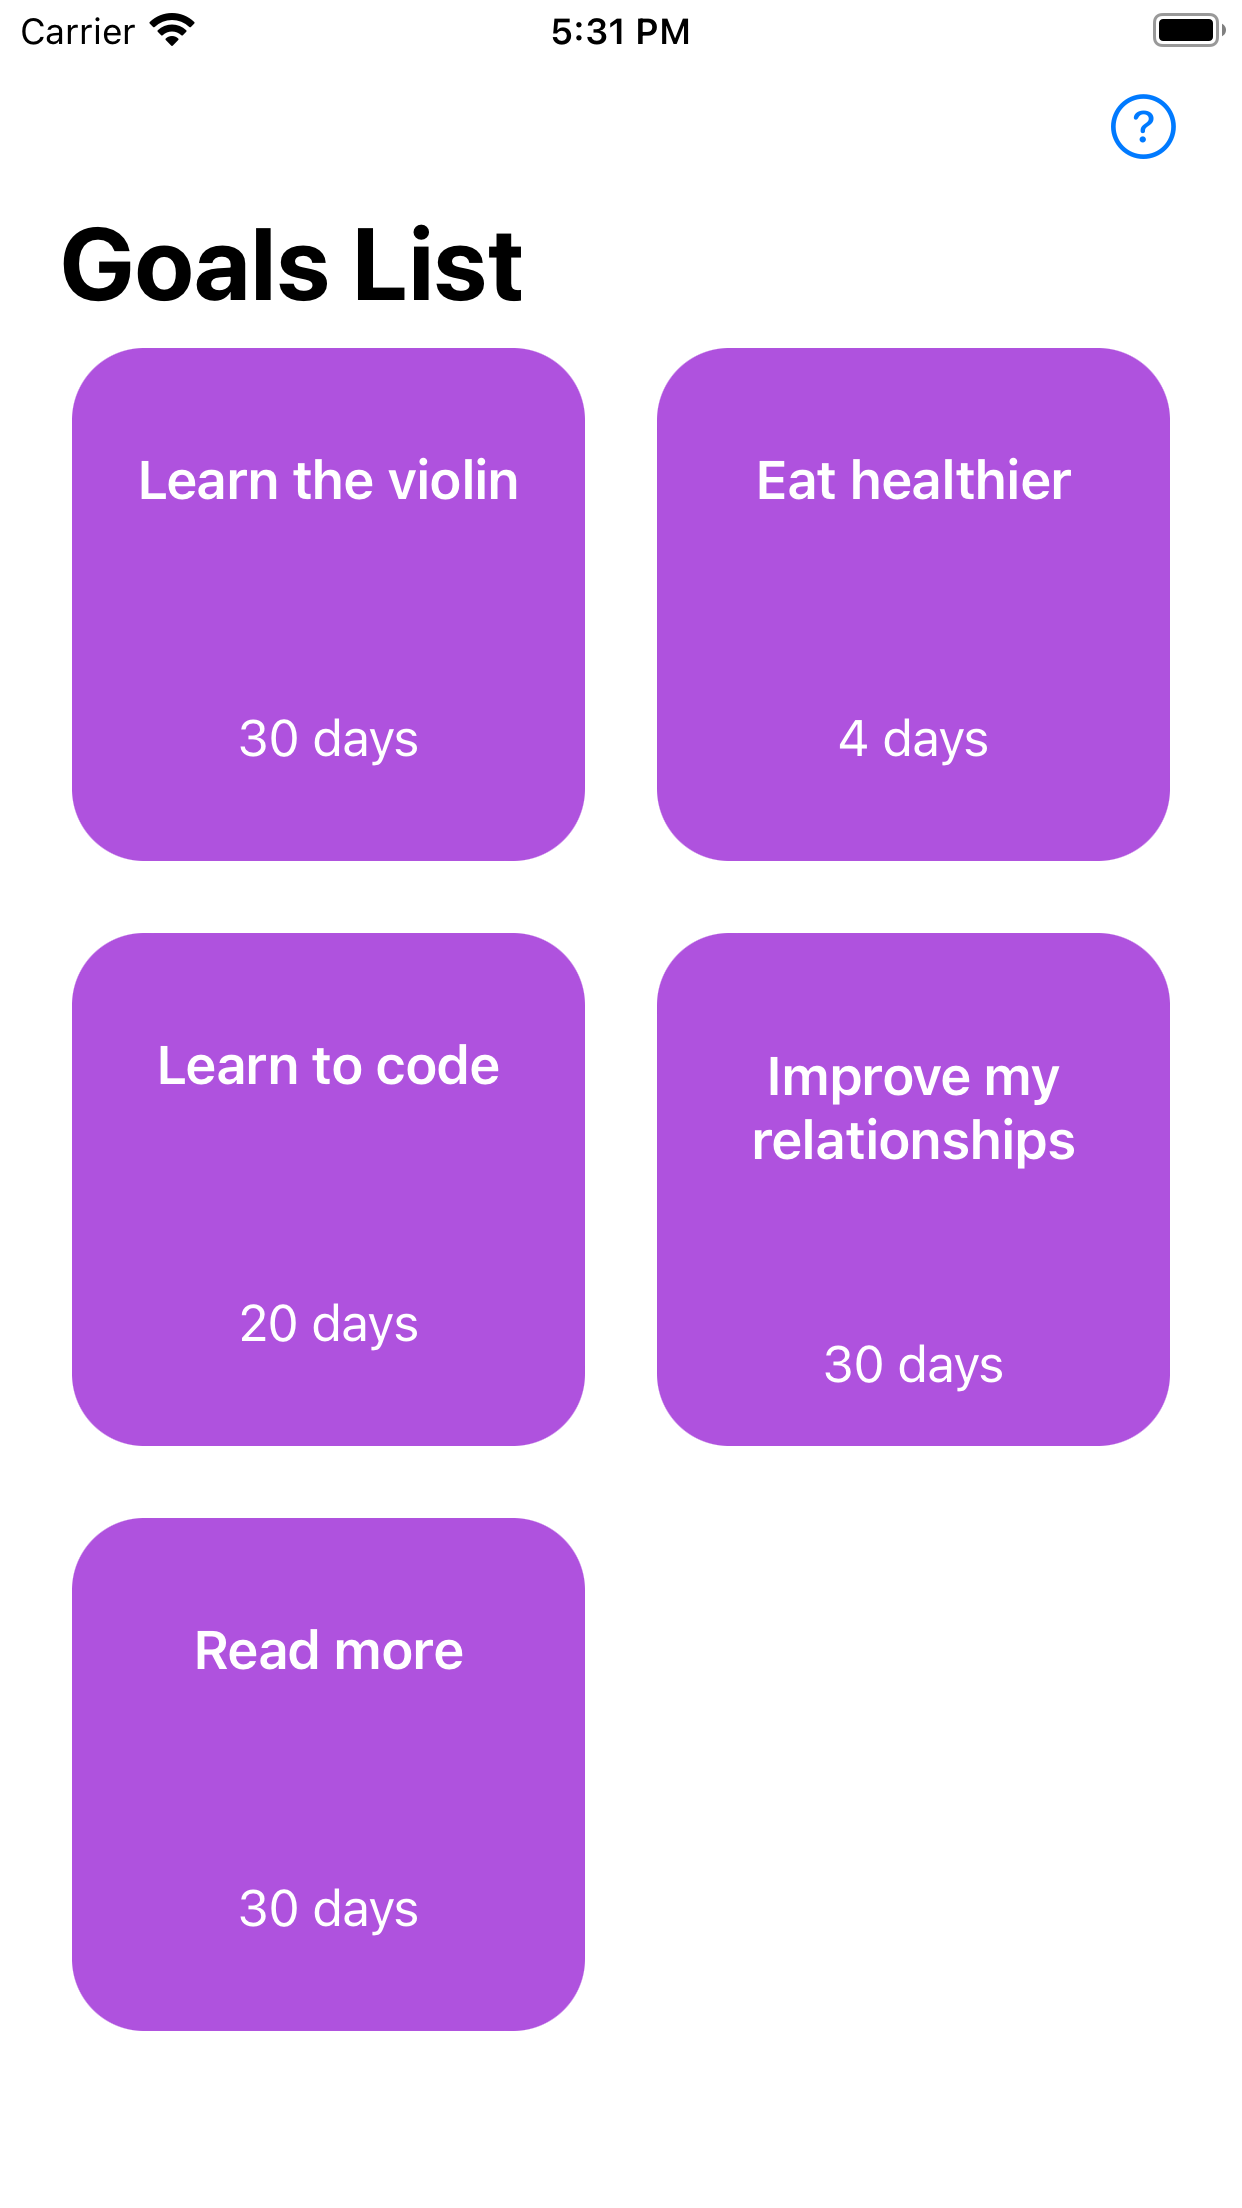 Carrier
5:31 PM
?
Goals List
Learn the violin
30 days
Eat healthier
4 days
Learn to code
20 days
Improve my
relationships
30 days
Read more
30 days